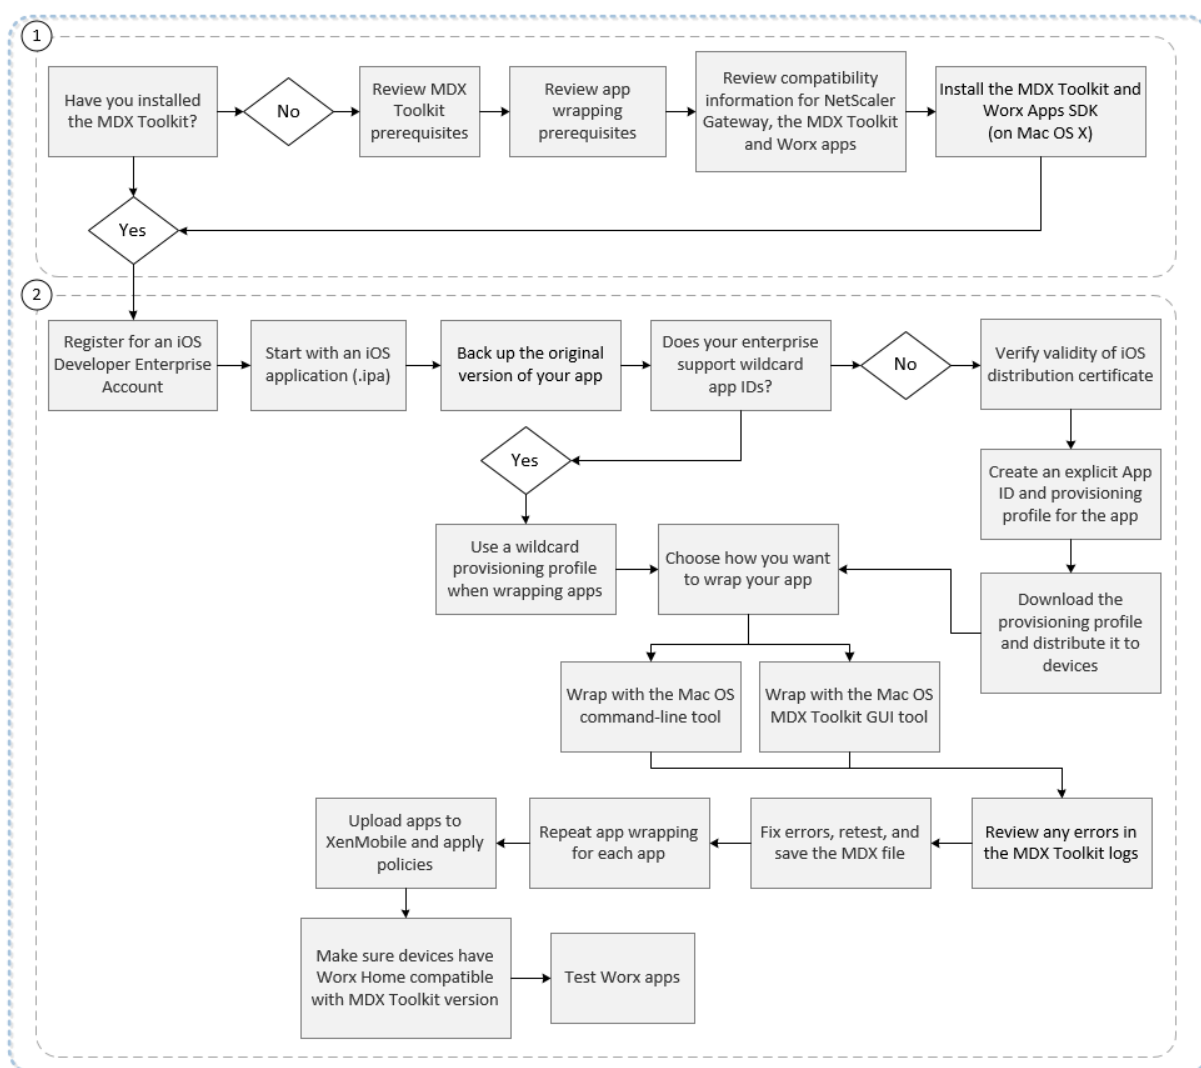 1
Have you installed
the MDX Toolkit?
No
Review MDX
Toolkit
prerequisites
Review app
wrapping
prerequisites
Review compatibility
information for NetScaler
Gateway, the MDX Toolkit
and Worx apps
Install the MDX Toolkit and
Worx Apps SDK
(on Mac OS X)
Yes
2
Register for an iOS
Developer Enterprise
Account
Start with an iOS
application (.ipa)
Back up the original
version of your app
Does your enterprise
support wildcard
app IDs?
No
Verify validity of iOS
distribution certificate
Yes
Create an explicit App
ID and provisioning
profile for the app
Use a wildcard
provisioning profile
when wrapping apps
Choose how you want
to wrap your app
Download the
provisioning profile
and distribute it to
devices
Wrap with the Mac OS
command-line tool
Wrap with the Mac OS
MDX Toolkit GUI tool
Upload apps to
XenMobile and apply
policies
Repeat app wrapping
for each app
Fix errors, retest, and
save the MDX file
Review any errors in
the MDX Toolkit logs
Make sure devices have
Worx Home compatible
with MDX Toolkit version
Test Worx apps